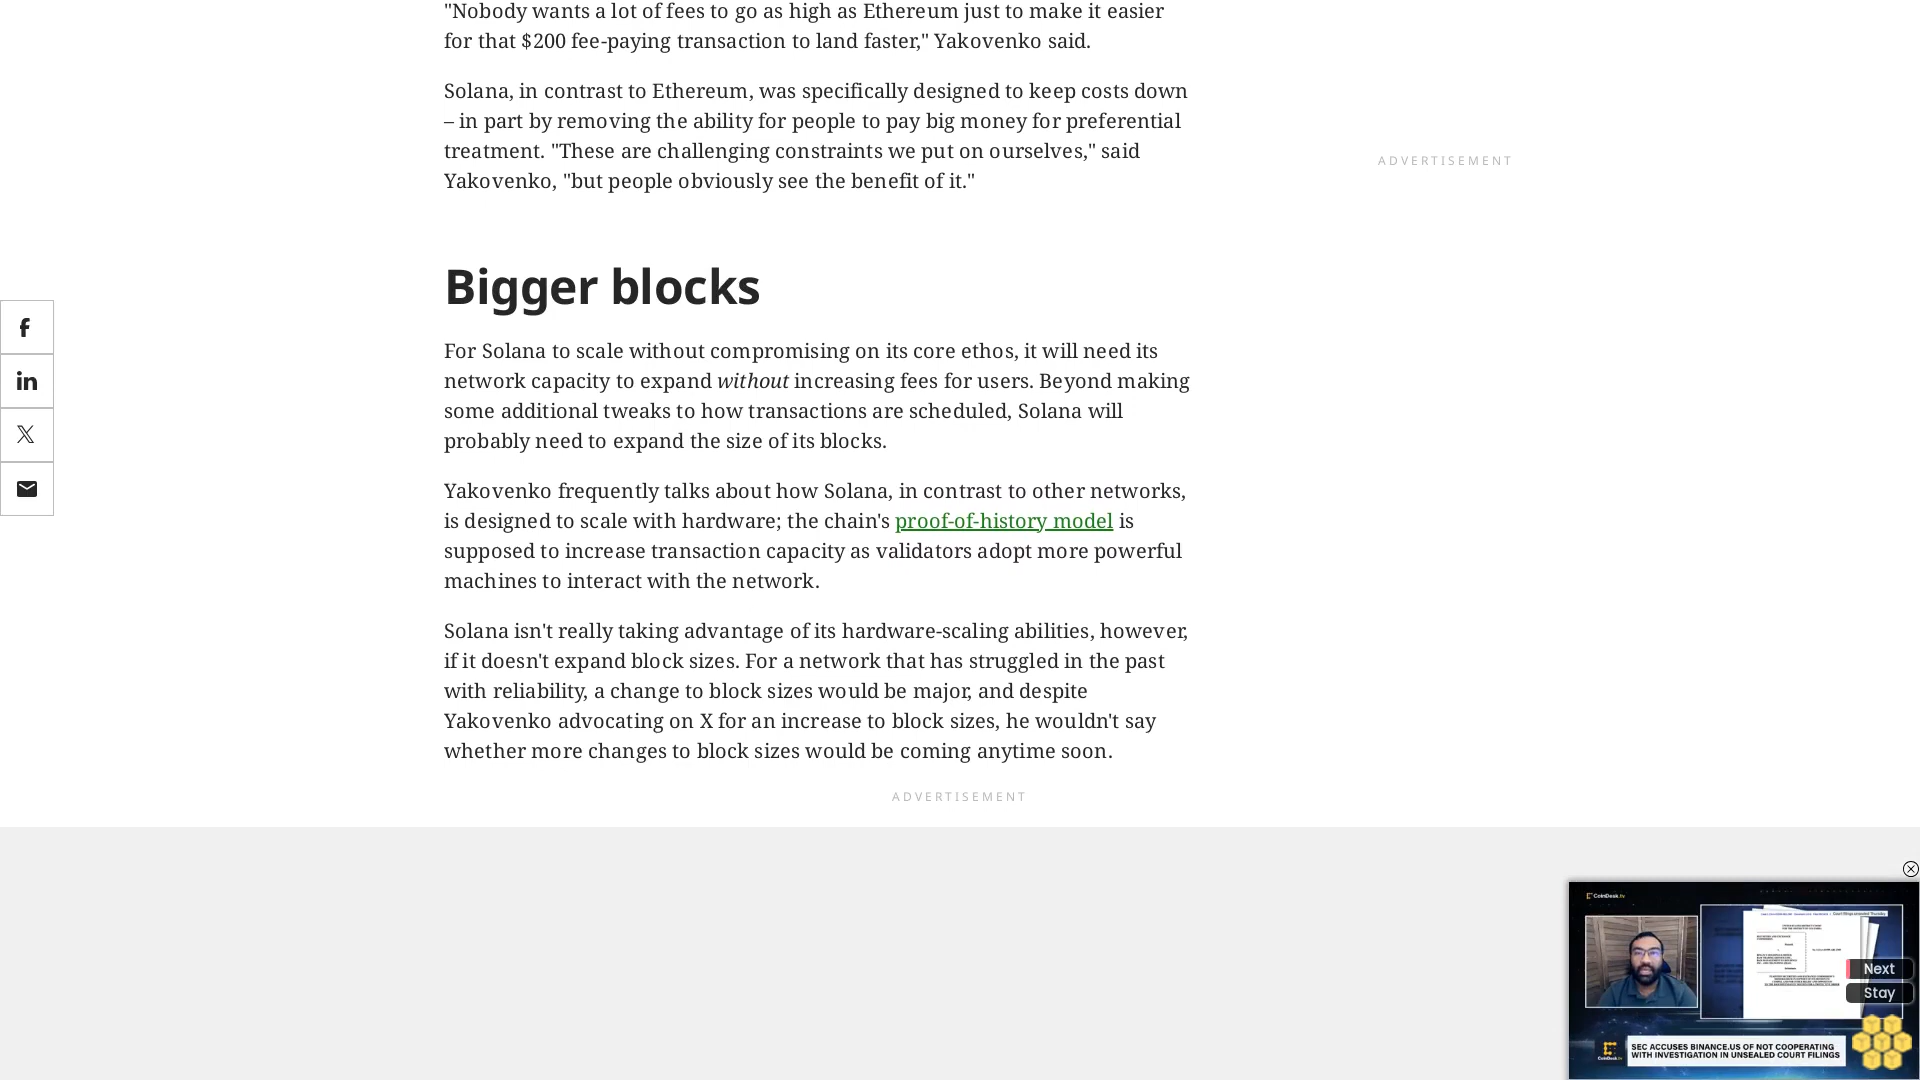 "Nobody wants a lot of fees to go as high as Ethereum just to make it easier
for that $200 fee-paying transaction to land faster," Yakovenko said.
Solana, in contrast to Ethereum, was specifically designed to keep costs down
– in part by removing the ability for people to pay big money for preferential
treatment. "These are challenging constraints we put on ourselves," said
Yakovenko, "but people obviously see the benefit of it."
ADVERTISEMENT
Bigger blocks
For Solana to scale without compromising on its core ethos, it will need its
network capacity to expand without increasing fees for users. Beyond making
some additional tweaks to how transactions are scheduled, Solana will
probably need to expand the size of its blocks.
Yakovenko frequently talks about how Solana, in contrast to other networks,
is designed to scale with hardware; the chain's proof-of-history model is
supposed to increase transaction capacity as validators adopt more powerful
machines to interact with the network.
Solana isn't really taking advantage of its hardware-scaling abilities, however,
if it doesn't expand block sizes. For a network that has struggled in the past
with reliability, a change to block sizes would be major, and despite
Yakovenko advocating on X for an increase to block sizes, he wouldn't say
whether more changes to block sizes would be coming anytime soon.
ADVERTISEMENT
CoinDesk.tv
Next
Stay
CoinDesk.tv
SEC ACCUSES BINANCE.US OF NOT COOPERATING
WITH INVESTIGATION IN UNSEALED COURT FILINGS